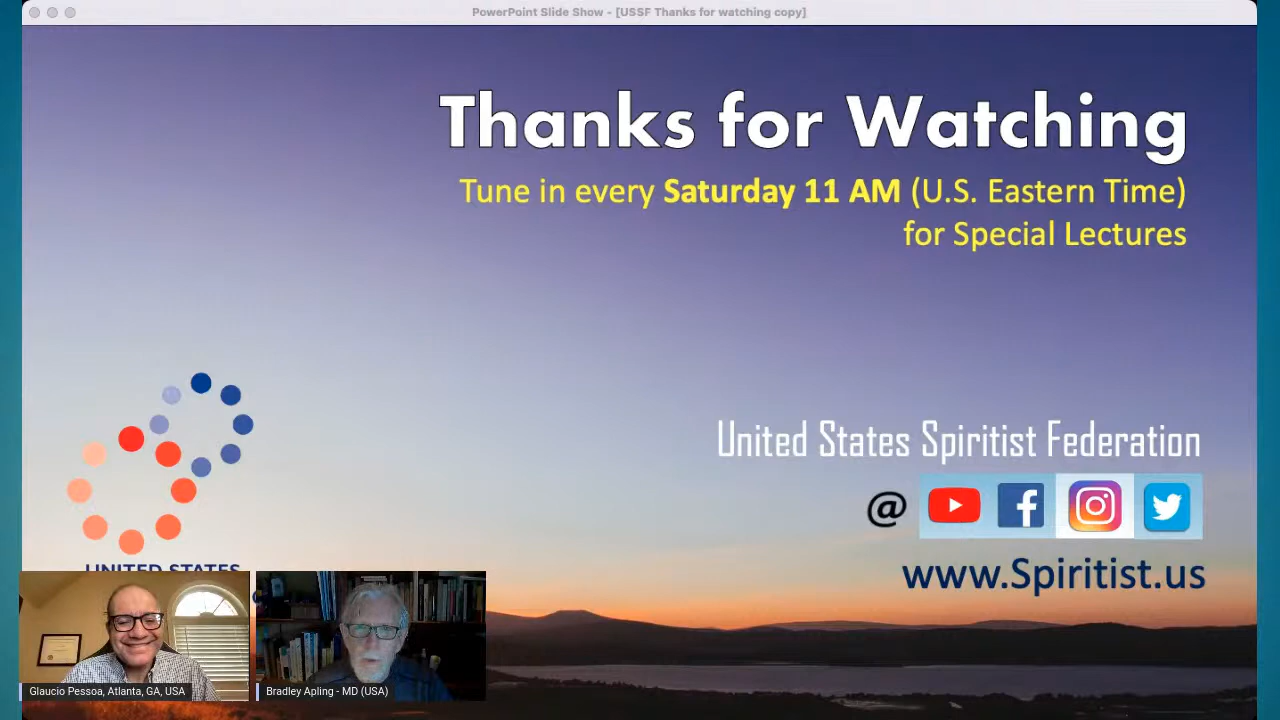 PowerPoint Slide Show - [USSF Thanks for watching copy]
Thanks for Watching
Tune in every Saturday 11 AM (U.S. Eastern Time)
for Special Lectures
United States Spiritist Federation
@
www.Spiritist.us
UNITED STATES
Glaucio Pessoa, Atlanta, GA, USA
Bradley Apling - MD (USA)